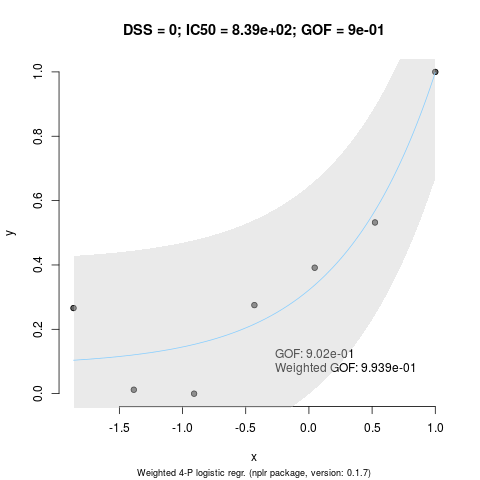 DSS = 0; IC50 = 8.39e+02; GOF = 9e-01
1.0
0.8
0.6
0.4
0.2
0.0
y
GOF: 9.02e-01
Weighted GOF: 9.939e-01
-1.5 -1.0 -0.5 0.0 0.5 1.0
x
Weighted 4-P logistic regr. (nplr package, version: 0.1.7)